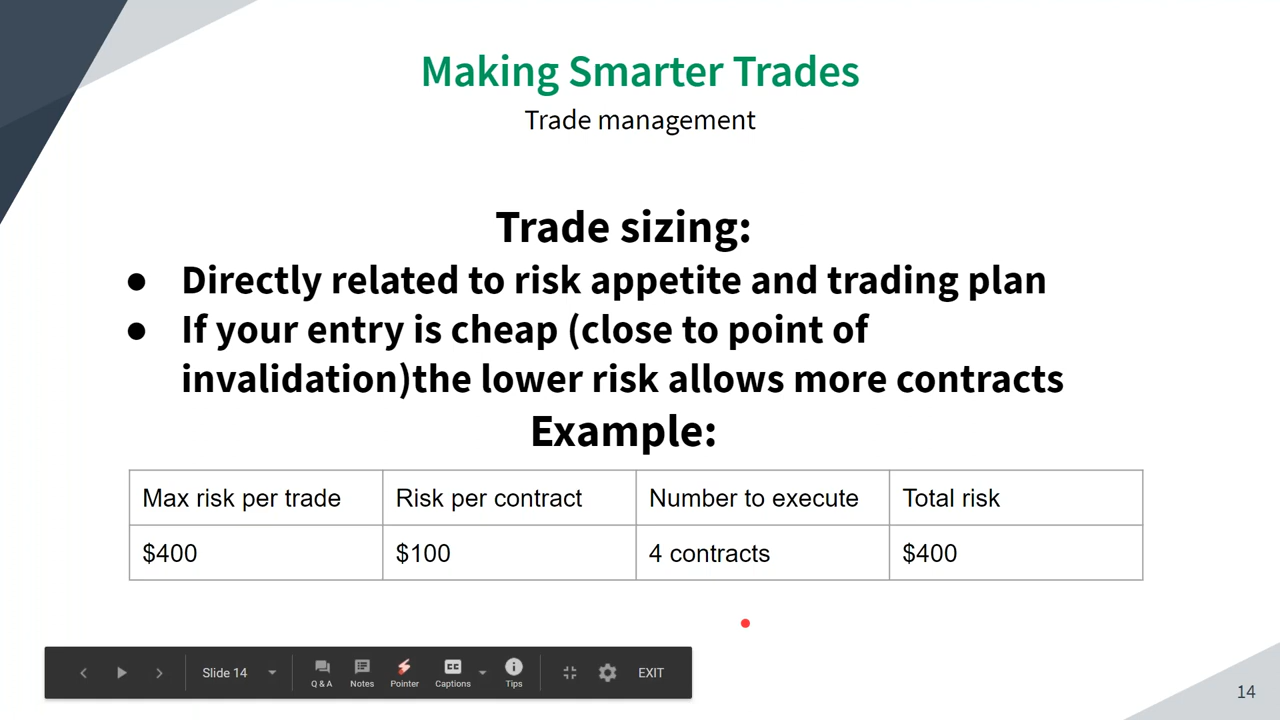 Making Smarter Trades
Trade management
Trade sizing:
● Directly related to risk appetite and trading plan
● If your entry is cheap (close to point of
invalidation)the lower risk allows more contracts
Example:
Max risk per trade Risk per contract Number to execute Total risk
$400 $100 4 contracts $400
Slide 14 Q & A Notes Pointer Captions Tips EXIT
14